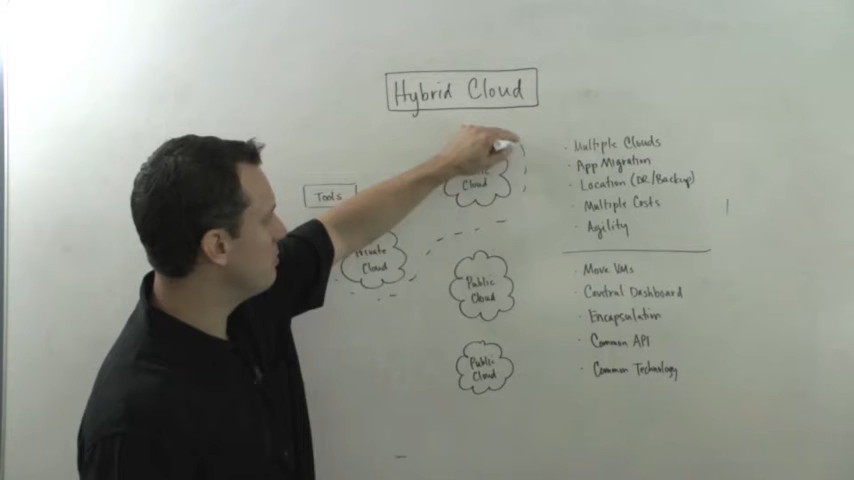 Hybrid Cloud
Tools
Cloud
Private
Cloud
Public
Cloud
Public
Cloud
· Multiple Clouds
· App Migration
· Location (DR/Backup)
· Multiple Costs
· Agility
· Move VMs
· Central Dashboard
· Encapsulation
· Common API
· Common Technology